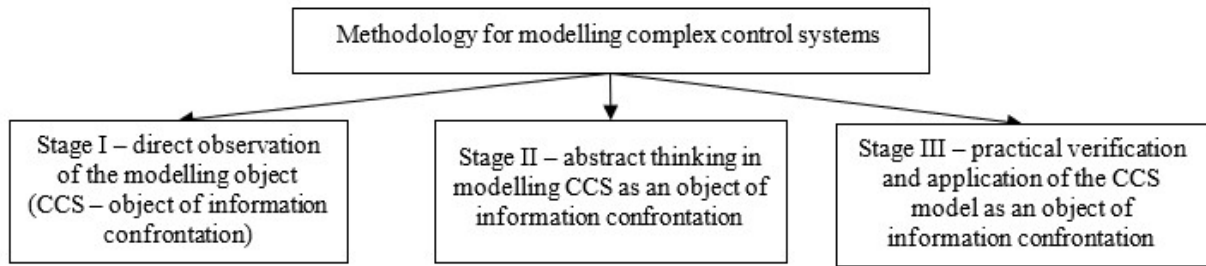 Methodology for modelling complex control systems
Stage I – direct observation
of the modelling object
(CCS – object of information
confrontation)
Stage II – abstract thinking in
modelling CCS as an object of
information confrontation
Stage III – practical verification
and application of the CCS
model as an object of
information confrontation